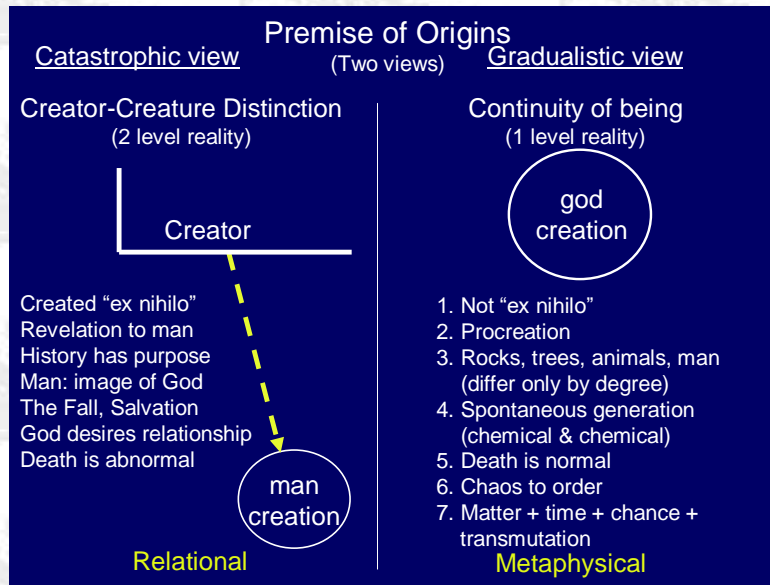 Premise of Origins
(Two views)
Catastrophic view
Creator-Creature Distinction
(2 level reality)
Creator
Created “ex nihilo”
Revelation to man
History has purpose
Man: image of God
The Fall, Salvation
God desires relationship
Death is abnormal
man
creation
Relational
Gradualistic view
Continuity of being
(1 level reality)
god
creation
1. Not “ex nihilo”
2. Procreation
3. Rocks, trees, animals, man
(differ only by degree)
4. Spontaneous generation
(chemical & chemical)
5. Death is normal
6. Chaos to order
7. Matter + time + chance +
transmutation
Metaphysical